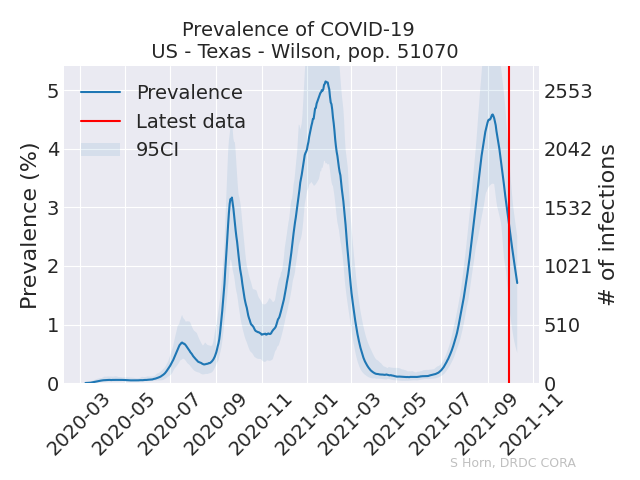 Prevalence of COVID-19
US - Texas - Wilson, pop. 51070
Prevalence
Latest data
95CI
Prevalence (%)
5
4
3
2
1
0
2553
2042
1532
1021
510
0
# of infections
2020-03
2020-05
2020-07
2020-09
2020-11
2021-01
2021-03
2021-05
2021-07
2021-09
2021-11
S Horn, DRDC CORA